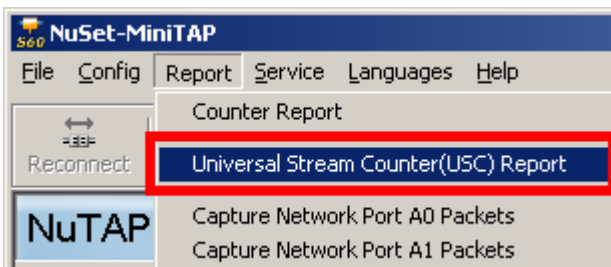 NuSet-MiniTAP
S60
File Config Report Service Languages Help
Counter Report
Reconnect
Universal Stream Counter(USC) Report
NuTAP
Capture Network Port A0 Packets
Capture Network Port A1 Packets